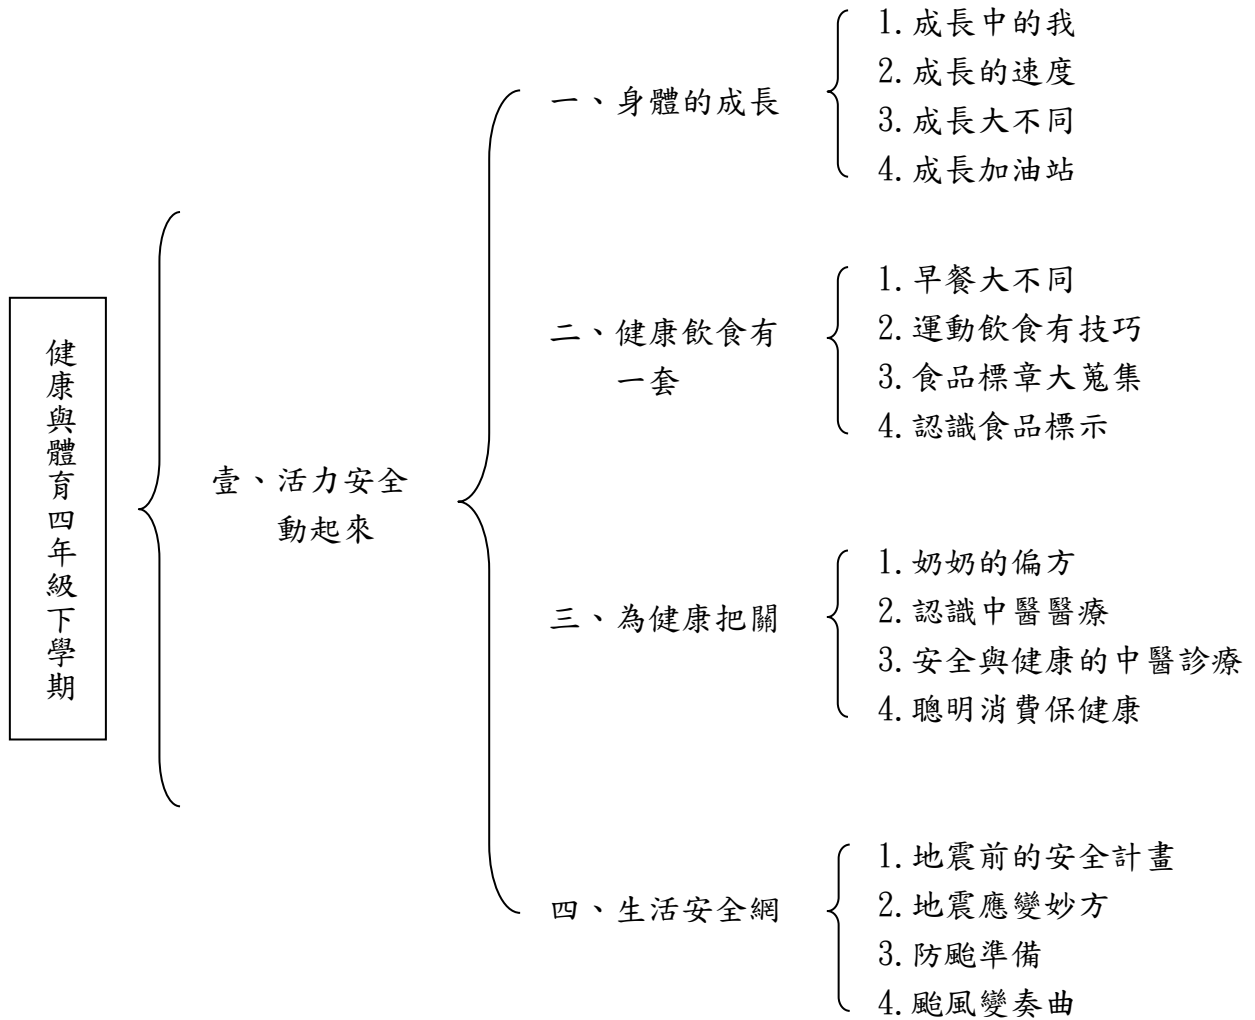 健康與體育四年級下學期
壹、活力安全
動起來
一、身體的成長
1.成長中的我
2.成長的速度
3.成長大不同
4.成長加油站
二、健康飲食有
一套
1.早餐大不同
2.運動飲食有技巧
3.食品標章大蒐集
4.認識食品標示
三、為健康把關
1.奶奶的偏方
2.認識中醫醫療
3.安全與健康的中醫診療
4.聰明消費保健康
四、生活安全網
1.地震前的安全計畫
2.地震應變妙方
3.防颱準備
4.颱風變奏曲